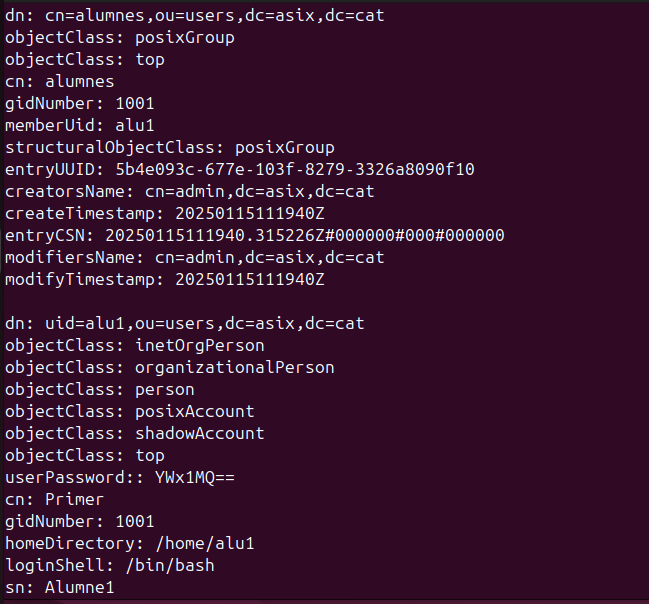 dn: cn=alumnes,ou=users,dc=asix,dc=cat
objectClass: posixGroup
objectClass: top
cn: alumnes
gidNumber: 1001
memberUid: alu1
structuralObjectClass: posixGroup
entryUUID: 5b4e093c-677e-103f-8279-3326a8090f10
creatorsName: cn=admin,dc=asix,dc=cat
createTimestamp: 20250115111940Z
entryCSN: 20250115111940.315226Z#000000#000#000000
modifiersName: cn=admin,dc=asix,dc=cat
modifyTimestamp: 20250115111940Z

dn: uid=alu1,ou=users,dc=asix,dc=cat
objectClass: inetOrgPerson
objectClass: organizationalPerson
objectClass: person
objectClass: posixAccount
objectClass: shadowAccount
objectClass: top
userPassword:: YWx1MQ==
cn: Primer
gidNumber: 1001
homeDirectory: /home/alu1
loginShell: /bin/bash
sn: Alumne1